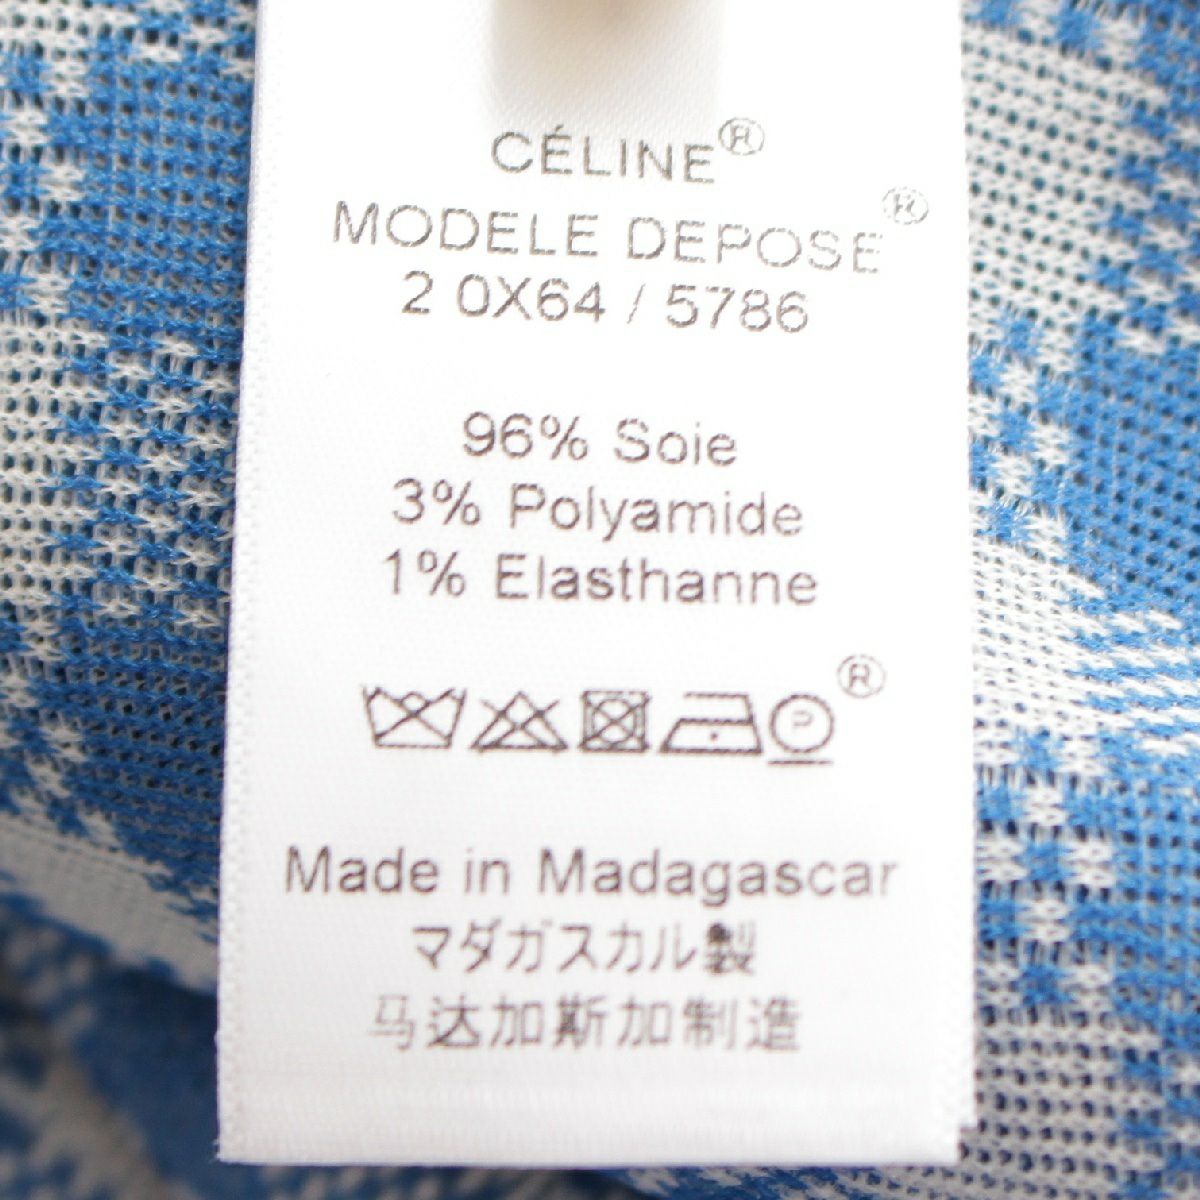 CÉLINE®
MODELE DEPOSE®
2 0X64 / 5786
96% Soie
3% Polyamide
1% Elasthanne
P ®
Made in Madagascar
マダガスカル製
马达加斯加制造